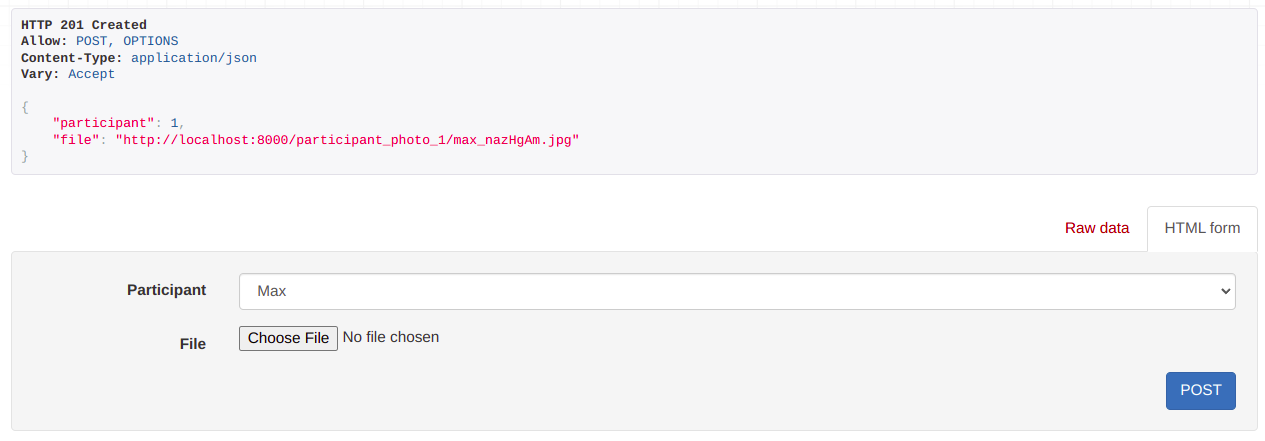 HTTP 201 Created
Allow: POST, OPTIONS
Content-Type: application/json
Vary: Accept
{
    "participant": 1,
    "file": "http://localhost:8000/participant_photo_1/max_nazHgAm.jpg"
}
Raw data HTML form
Participant Max
File Choose File No file chosen
POST